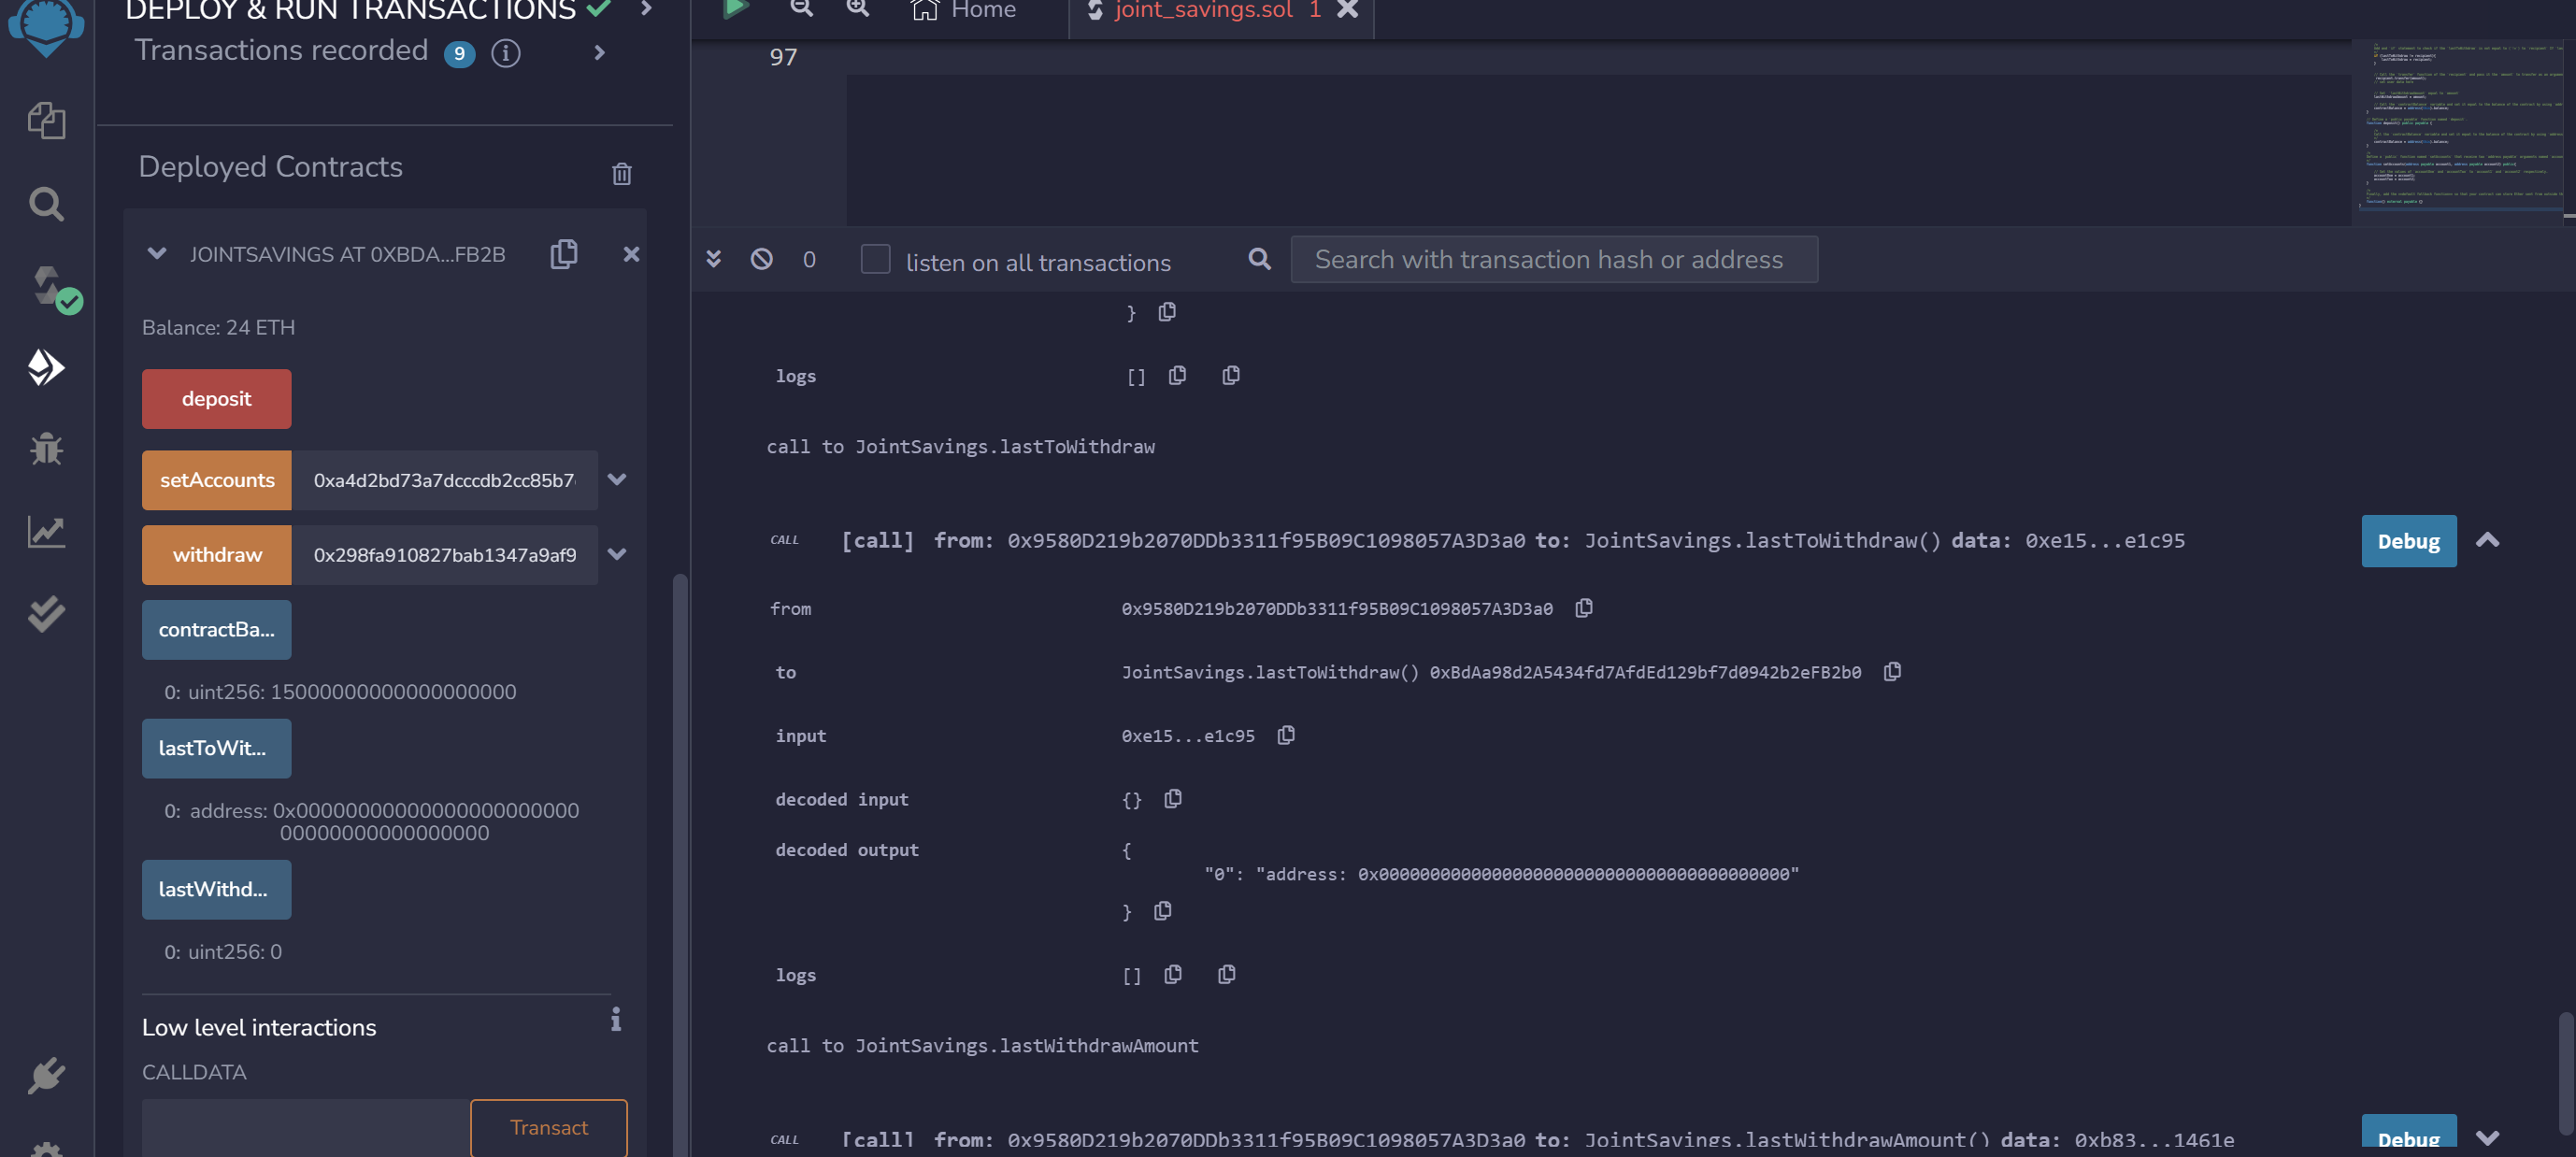 DEPLOY & RUN TRANSACTIONS
Transactions recorded 9
Deployed Contracts
JOINTSAVINGS AT 0XBDA...FB2B
Balance: 24 ETH
deposit
setAccounts 0xa4d2bd73a7dcccdb2cc85b7
withdraw 0x298fa910827bab1347a9af9
contractBa...
0: uint256: 15000000000000000000
lastToWit...
0: address: 0x00000000000000000000000
00000000000000000
lastWithd...
0: uint256: 0
Low level interactions
CALLDATA
Transact
Home
joint_savings.sol 1
97
0 listen on all transactions
Search with transaction hash or address
}
logs []
call to JointSavings.lastToWithdraw
CALL [call] from: 0x9580D219b2070DDb3311f95B09C1098057A3D3a0 to: JointSavings.lastToWithdraw() data: 0xe15...e1c95
Debug
from 0x9580D219b2070DDb3311f95B09C1098057A3D3a0
to JointSavings.lastToWithdraw() 0xBdAa98d2A5434fd7AfdEd129bf7d0942b2eFB2b0
input 0xe15...e1c95
decoded input {}
decoded output {
"0": "address: 0x0000000000000000000000000000000000000000"
}
logs []
call to JointSavings.lastWithdrawAmount
CALL [call] from: 0x9580D219b2070DDb3311f95B09C1098057A3D3a0 to: JointSavings.lastWithdrawAmount() data: 0xb83...1461e
Debug